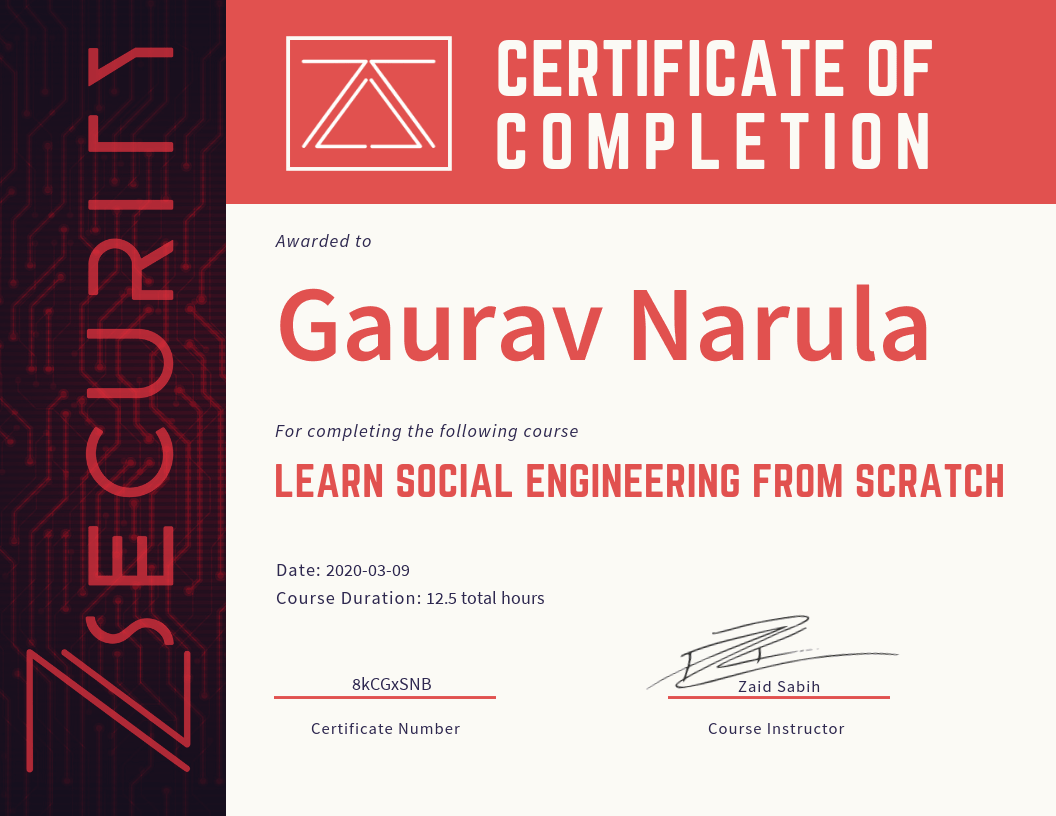 ZSECURITY
CERTIFICATE OF
COMPLETION
Awarded to
Gaurav Narula
For completing the following course
LEARN SOCIAL ENGINEERING FROM SCRATCH
Date: 2020-03-09
Course Duration: 12.5 total hours
8kCGxSNB
Zaid Sabih
Certificate Number
Course Instructor